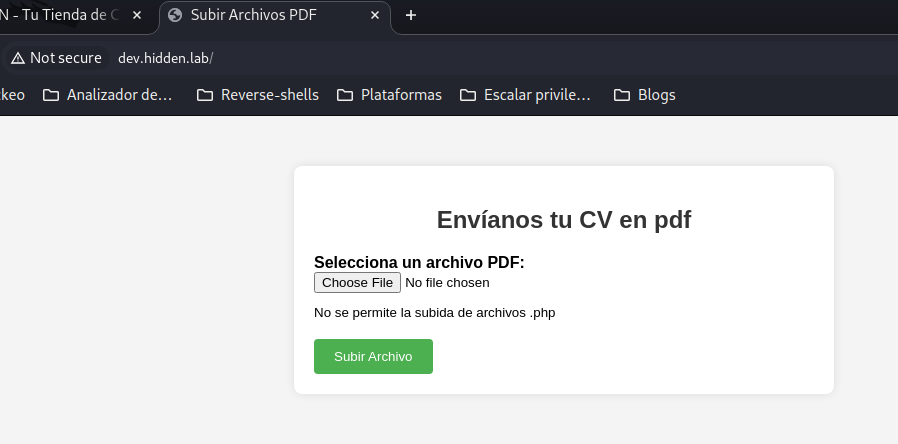 N - Tu Tienda de C
Subir Archivos PDF
Not secure
dev.hidden.lab/
keo
Analizador de...
Reverse-shells
Plataformas
Escalar privile...
Blogs
Envíanos tu CV en pdf
Selecciona un archivo PDF:
Choose File No file chosen
No se permite la subida de archivos .php
Subir Archivo